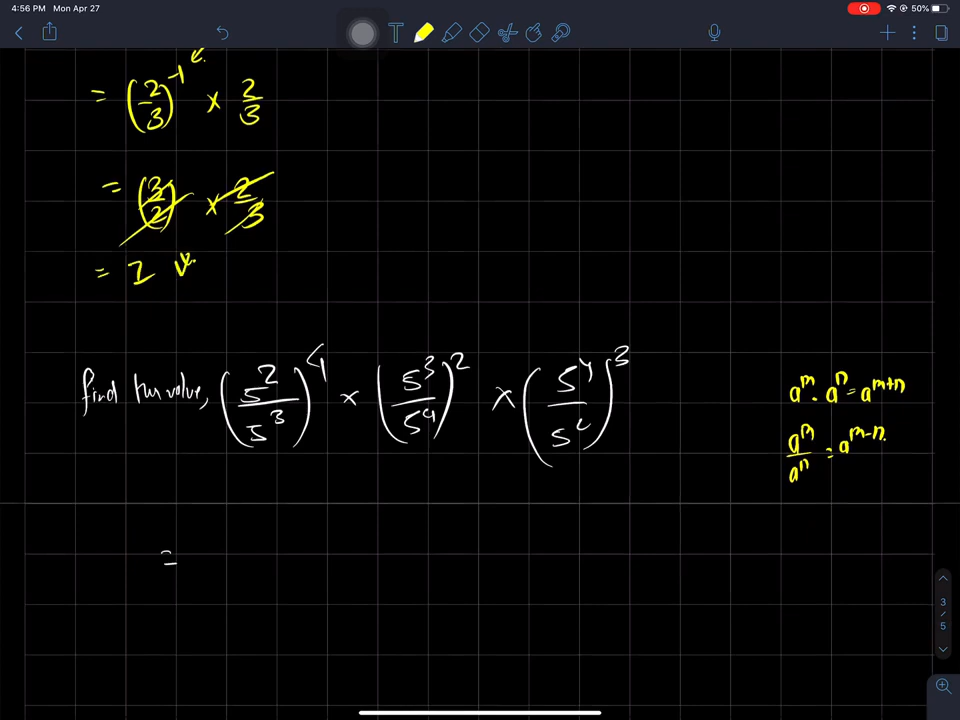 4:56 PM Mon Apr 27
50%
= (2/3)^-1 × 2/3
= (3/2) × 2/3
= 1
find the value, (5^2/5^3)^4 × (5^3/5^4)^2 × (5^4/5^2)^3
a^m . a^n = a^m+n
a^m/a^n = a^m-n.
=
3
/
5